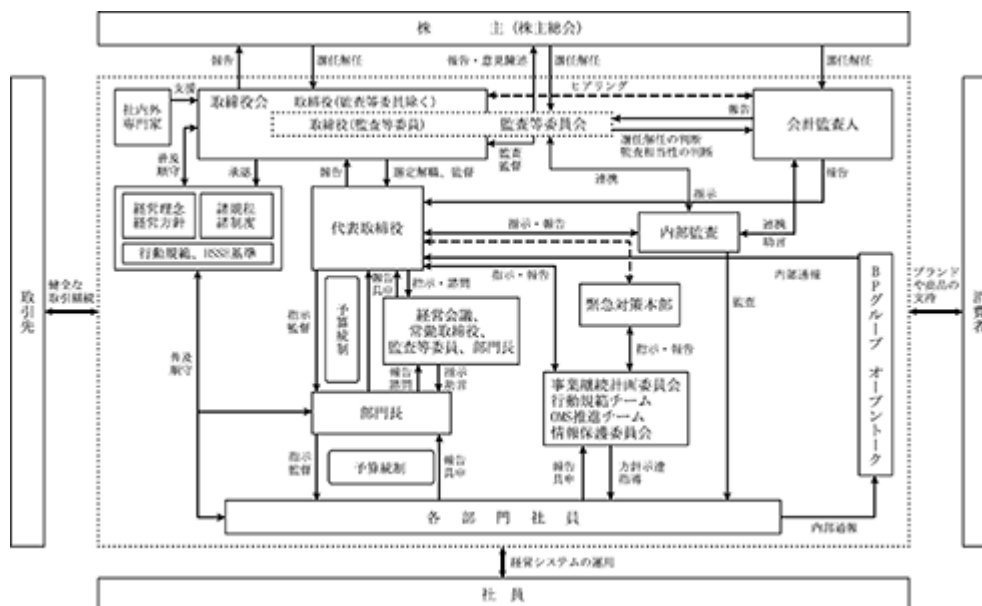 株　主（株主総会）
報告
選任解任
報告・意見陳述
選任解任
選任解任
支援
ヒアリング
社内外
専門家
取締役会
取締役（監査等委員除く）
取締役（監査等委員）
監査等委員会
会計監査人
報告
選任解任の判断
監査相当性の判断
普及
順守
承認
報告
選定解職、監督
監査
監督
連携
指示
報告
経営理念
経営方針
諸規程
諸制度
行動規範、HSSE基準
代表取締役
指示・報告
内部監査
連携
助言
取引先
健全な
取引継続
ブランド
や商品の
支持
消費者
内部通報
監査
指示
監督
予算統制
報告
具申
指示・諮問
指示・報告
経営会議、
常勤取締役、
監査等委員、部門長
緊急対策本部
指示・報告
普及
順守
報告
諮問
指示
助言
事業継続計画委員会
行動規範チーム
OMS推進チーム
情報保護委員会
BPグループ　オープントーク
部門長
指示
監督
予算統制
報告
具申
報告
具申
方針示達
指導
各部門社員
内部通報
経営システムの運用
社員